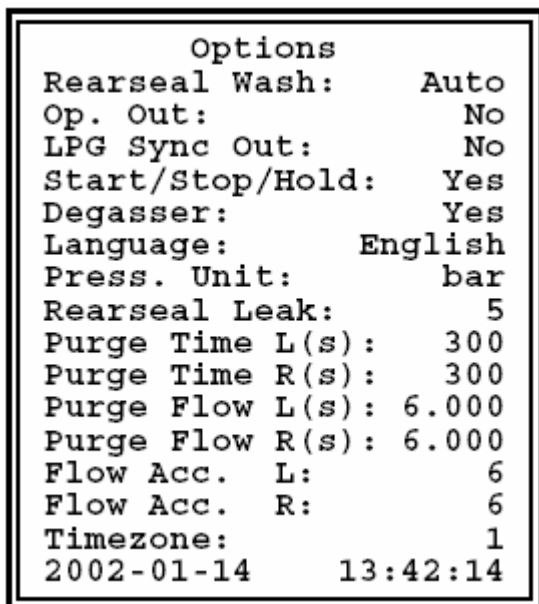 Options
Rearseal Wash: Auto
Op. Out: No
LPG Sync Out: No
Start/Stop/Hold: Yes
Degasser: Yes
Language: English
Press. Unit: bar
Rearseal Leak: 5
Purge Time L(s): 300
Purge Time R(s): 300
Purge Flow L(s): 6.000
Purge Flow R(s): 6.000
Flow Acc. L: 6
Flow Acc. R: 6
Timezone: 1
2002-01-14 13:42:14